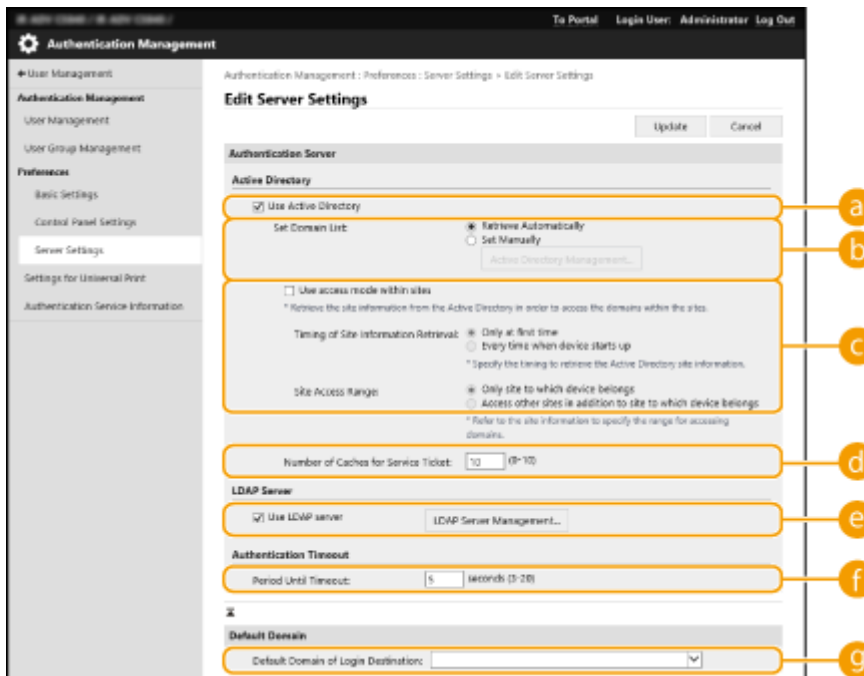 To Portal Login User: Administrator Log Out
Authentication Management
User Management
Authentication Management : Preferences : Server Settings > Edit Server Settings
Authentication Management
User Management
User Group Management
Preferences
Basic Settings
Control Panel Settings
Server Settings
Settings for Universal Print
Authentication Service Information
Edit Server Settings
Update Cancel
Authentication Server
Active Directory
Use Active Directory
a
Set Domain List:
Retrieve Automatically
Set Manually
Active Directory Management...
b
Use access mode within sites
* Retrieve the site information from the Active Directory in order to access the domains within the sites.
Timing of Site Information Retrieval:
Only at first time
Every time when device starts up
* Specify the timing to retrieve the Active Directory site information.
c
Site Access Range:
Only site to which device belongs
Access other sites in addition to site to which device belongs
* Refer to the site information to specify the range for accessing
domains.
Number of Caches for Service Ticket: 10 (0-10)
d
LDAP Server
Use LDAP server LDAP Server Management...
e
Authentication Timeout
Period Until Timeout: 5 seconds (3-20)
f
Default Domain
Default Domain of Login Destination:
g